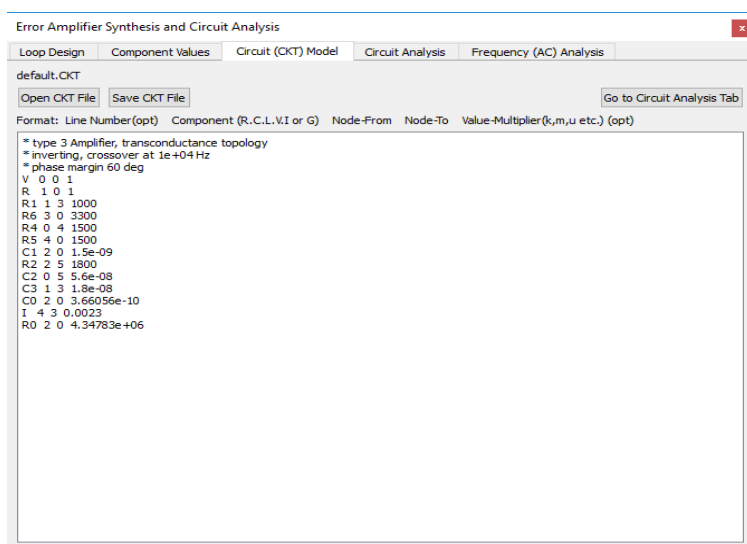 Error Amplifier Synthesis and Circuit Analysis
x
Loop Design Component Values Circuit (CKT) Model Circuit Analysis Frequency (AC) Analysis
default.CKT
Open CKT File Save CKT File Go to Circuit Analysis Tab
Format: Line Number(opt) Component (R.C.L.V.I or G) Node-From Node-To Value-Multiplier(k,m,u etc.) (opt)
* type 3 Amplifier, transconductance topology
* inverting, crossover at 1e+04 Hz
* phase margin 60 deg
V 0 0 1
R 1 0 1
R1 1 3 1000
R6 3 0 3300
R4 0 4 1500
R5 4 0 1500
C1 2 0 1.5e-09
R2 2 5 1800
C2 0 5 5.6e-08
C3 1 3 1.8e-08
C0 2 0 3.66056e-10
I 4 3 0.0023
R0 2 0 4.34783e+06